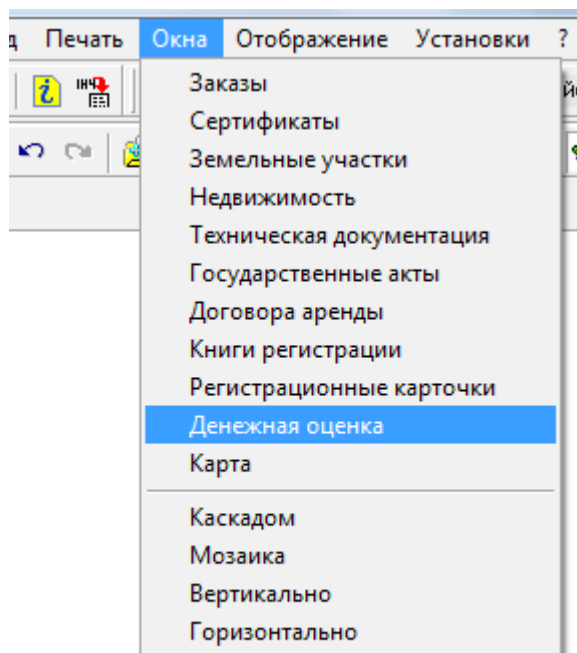 Печать Окна Отображение Установки ?
ІНЧ
Заказы
Сертификаты
Земельные участки
Недвижимость
Техническая документация
Государственные акты
Договора аренды
Книги регистрации
Регистрационные карточки
Денежная оценка
Карта
Каскадом
Мозаика
Вертикально
Горизонтально